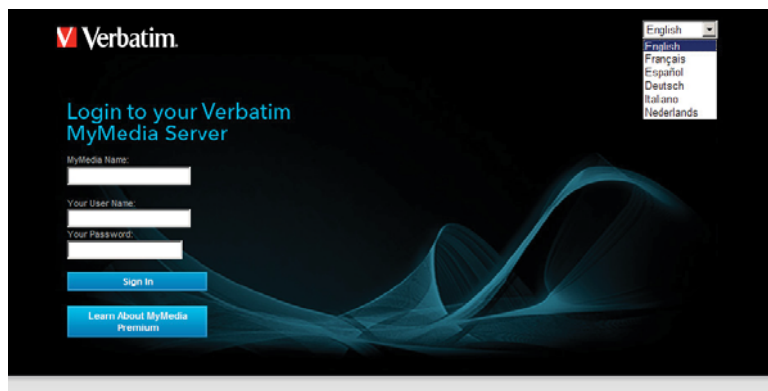 Verbatim.
English
English
Français
Español
Deutsch
Italiano
Nederlands
Login to your Verbatim
MyMedia Server
MyMedia Name:
Your User Name:
Your Password:
Sign In
Learn About MyMedia
Premium